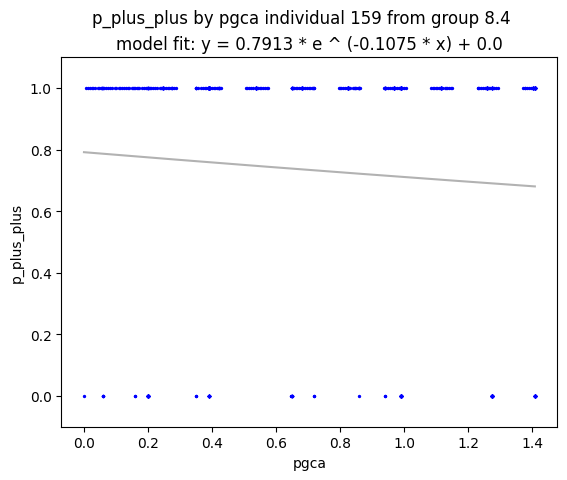 p_plus_plus by pgca individual 159 from group 8.4
model fit: y = 0.7913 * e ^ (-0.1075 * x) + 0.0
1.0
0.8
0.6
0.4
0.2
0.0
p_plus_plus
0.0 0.2 0.4 0.6 0.8 1.0 1.2 1.4
pgca